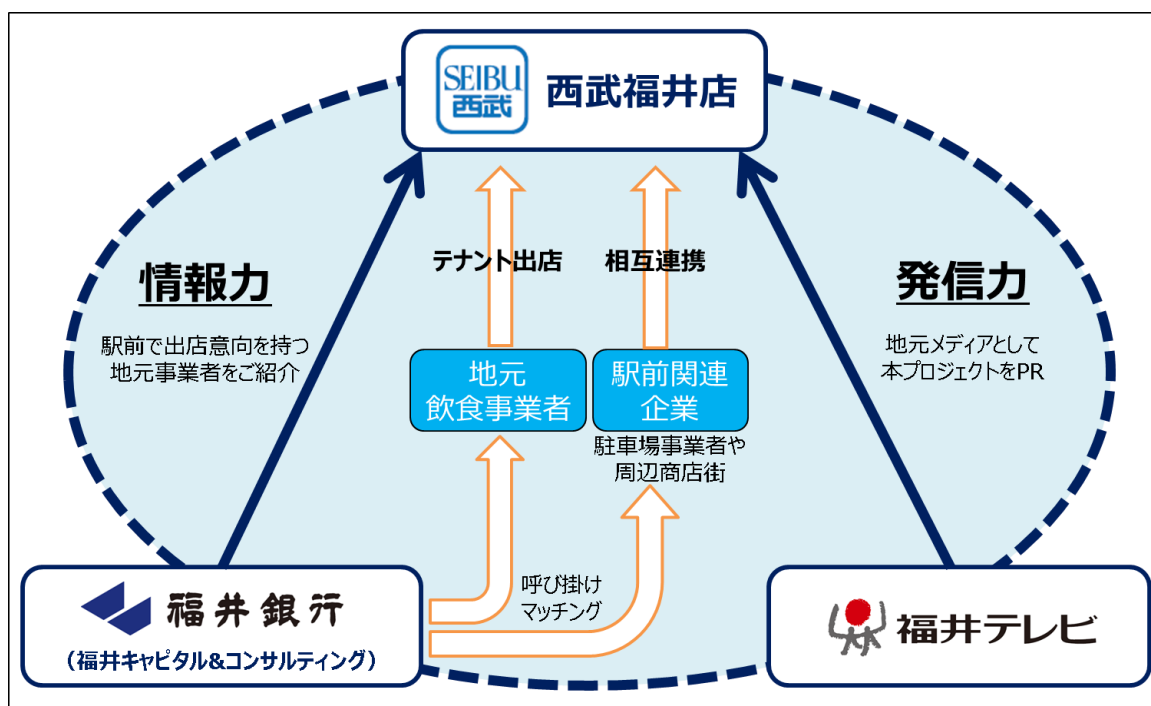 SEIBU
西武
西武福井店
テナント出店
相互連携
情報力
駅前で出店意向を持つ
地元事業者をご紹介
発信力
地元メディアとして
本プロジェクトをPR
地元
飲食事業者
駅前関連
企業
駐車場事業者や
周辺商店街
呼び掛け
マッチング
福井銀行
(福井キャピタル&コンサルティング)
福井テレビ